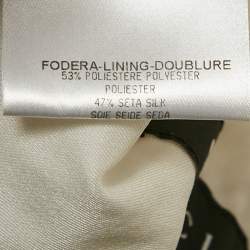 FODERA-LINING-DOUBLURE
53% POLIESTERE POLYESTER
POLIESTER
47% SETA SILK
SOIE SEIDE SEDA